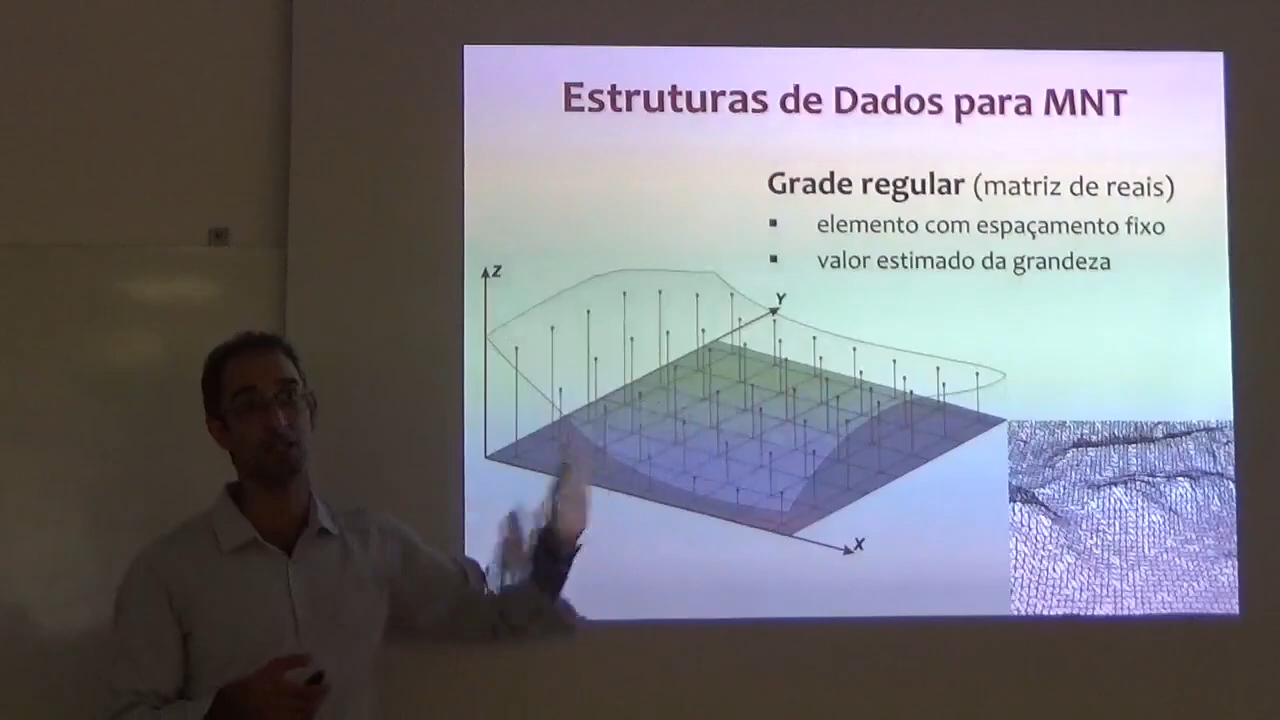 Estruturas de Dados para MNT
Grade regular (matriz de reais)
▪ elemento com espaçamento fixo
▪ valor estimado da grandeza
Z
Y
X